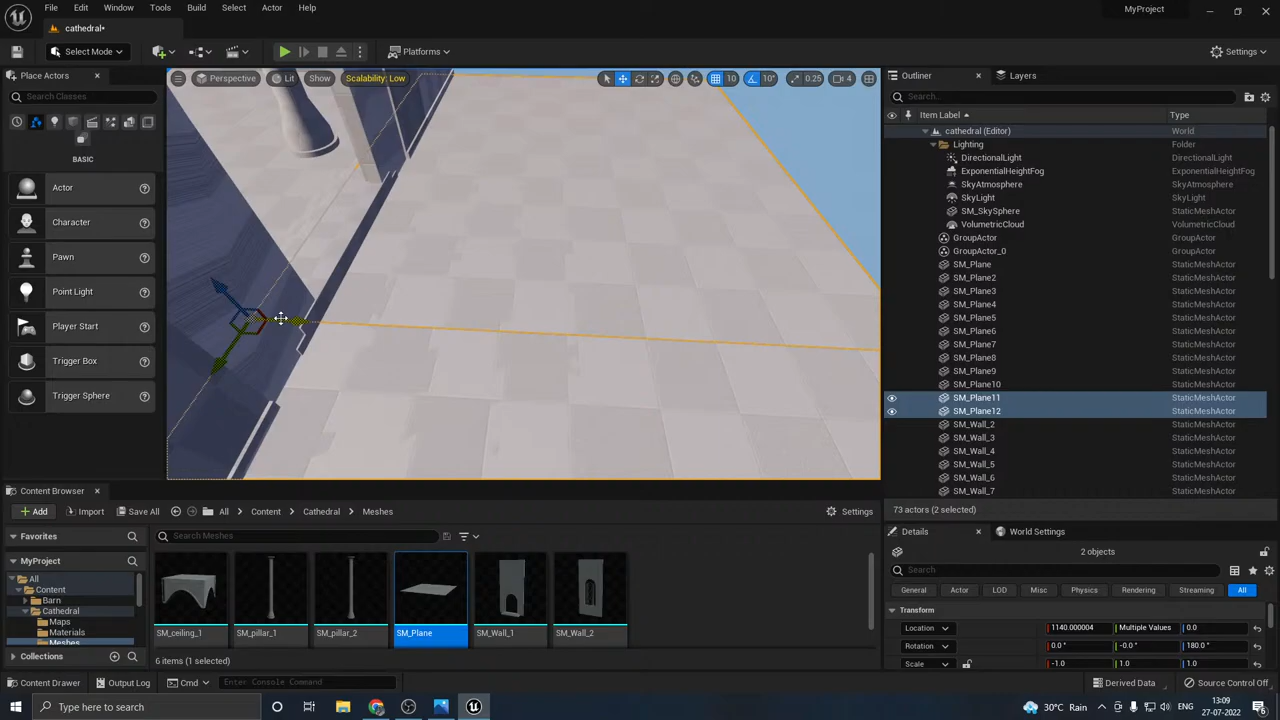 File Edit Window Tools Build Select Actor Help MyProject
cathedral•
Select Mode Platforms Settings
Place Actors Perspective Lit Show Scalability: Low 10 10° 0.25 4 Outliner Layers
Search Classes Search...
Item Label Type
cathedral (Editor) World
BASIC Lighting Folder
DirectionalLight DirectionalLight
ExponentialHeightFog ExponentialHeightFog
Actor SkyAtmosphere SkyAtmosphere
SkyLight SkyLight
SM_SkySphere StaticMeshActor
Character VolumetricCloud VolumetricCloud
GroupActor GroupActor
GroupActor_0 GroupActor
Pawn SM_Plane StaticMeshActor
SM_Plane2 StaticMeshActor
Point Light SM_Plane3 StaticMeshActor
SM_Plane4 StaticMeshActor
Player Start SM_Plane5 StaticMeshActor
SM_Plane6 StaticMeshActor
SM_Plane7 StaticMeshActor
Trigger Box SM_Plane8 StaticMeshActor
SM_Plane9 StaticMeshActor
SM_Plane10 StaticMeshActor
Trigger Sphere SM_Plane11 StaticMeshActor
SM_Plane12 StaticMeshActor
SM_Wall_2 StaticMeshActor
SM_Wall_3 StaticMeshActor
SM_Wall_4 StaticMeshActor
SM_Wall_5 StaticMeshActor
SM_Wall_6 StaticMeshActor
Content Browser SM_Wall_7 StaticMeshActor
Add Import Save All All Content Cathedral Meshes Settings 73 actors (2 selected)
Favorites Search Meshes Details World Settings
MyProject 2 objects
All Search
Content General Actor LOD Misc Physics Rendering Streaming All
Barn
Cathedral Transform
Maps Location 1140.000004 Multiple Values 0.0
Materials SM_ceiling_1 SM_pillar_1 SM_pillar_2 SM_Plane SM_Wall_1 SM_Wall_2
Meshes Rotation 0.0° -0.0° 180.0°
Collections 6 items (1 selected) Scale -1.0 1.0 1.0
Content Drawer Output Log Cmd Enter Console Command Derived Data Source Control Off
Type here to search 30°C Rain 13:09
27-07-2022 6